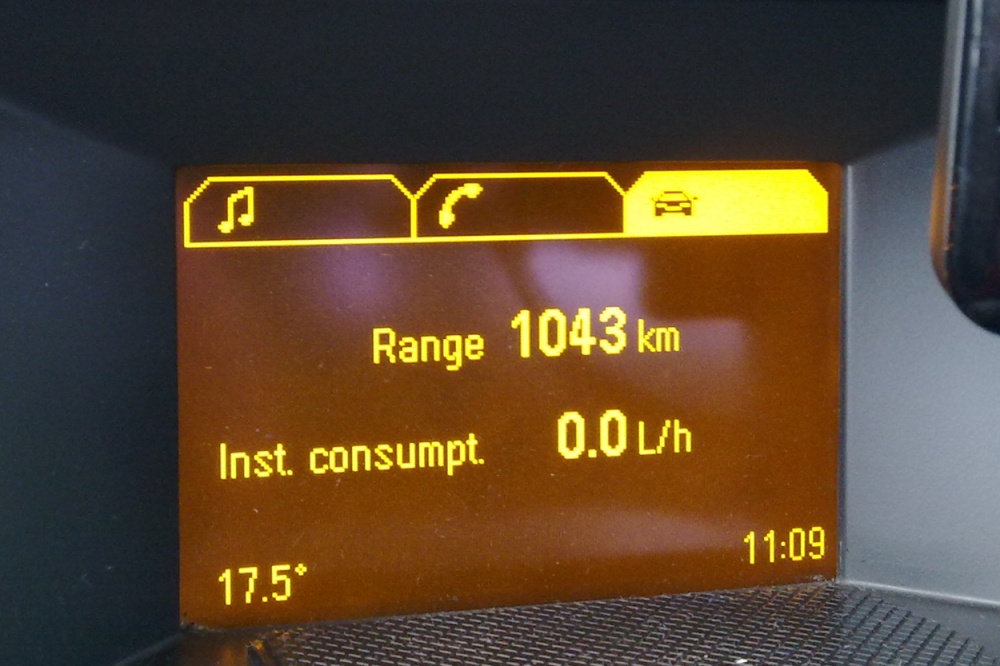 Range 1043 km
Inst. consumpt. 0.0 L/h
17.5° 11:09